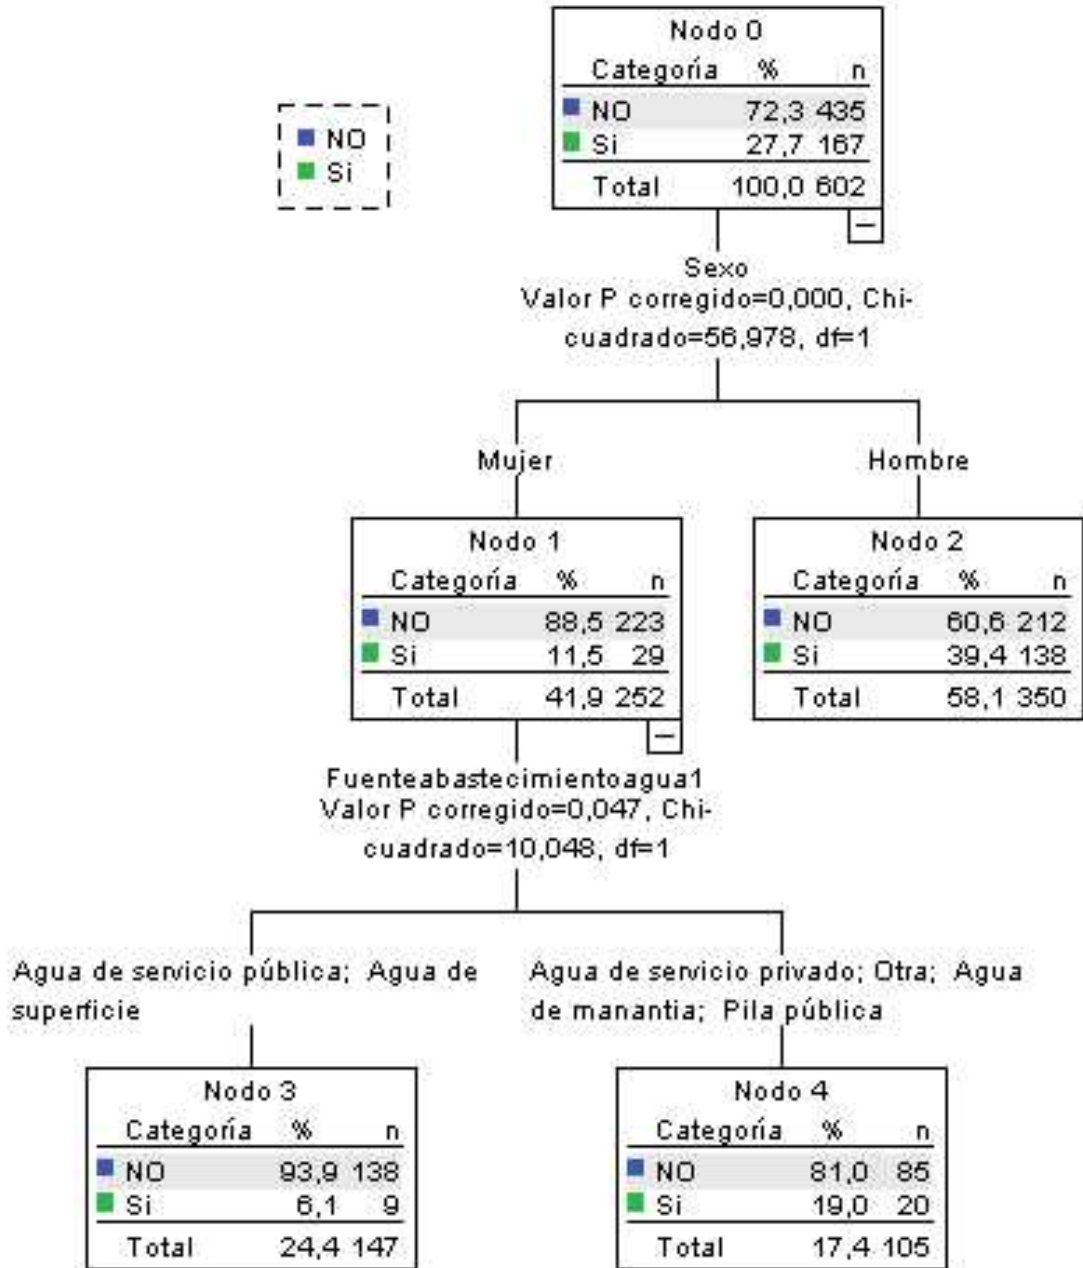 Nodo 0
Categoría % n
NO 72,3 435
Si 27,7 167
Total 100,0 602
NO
Si
Sexo
Valor P corregido=0,000, Chi-
cuadrado=56,978, df=1
Mujer
Hombre
Nodo 1
Categoría % n
NO 88,5 223
Si 11,5 29
Total 41,9 252
Nodo 2
Categoría % n
NO 60,6 212
Si 39,4 138
Total 58,1 350
Fuenteabastecimientoagua1
Valor P corregido=0,047, Chi-
cuadrado=10,048, df=1
Agua de servicio pública; Agua de
superficie
Agua de servicio privado; Otra; Agua
de manantia; Pila pública
Nodo 3
Categoría % n
NO 93,9 138
Si 6,1 9
Total 24,4 147
Nodo 4
Categoría % n
NO 81,0 85
Si 19,0 20
Total 17,4 105